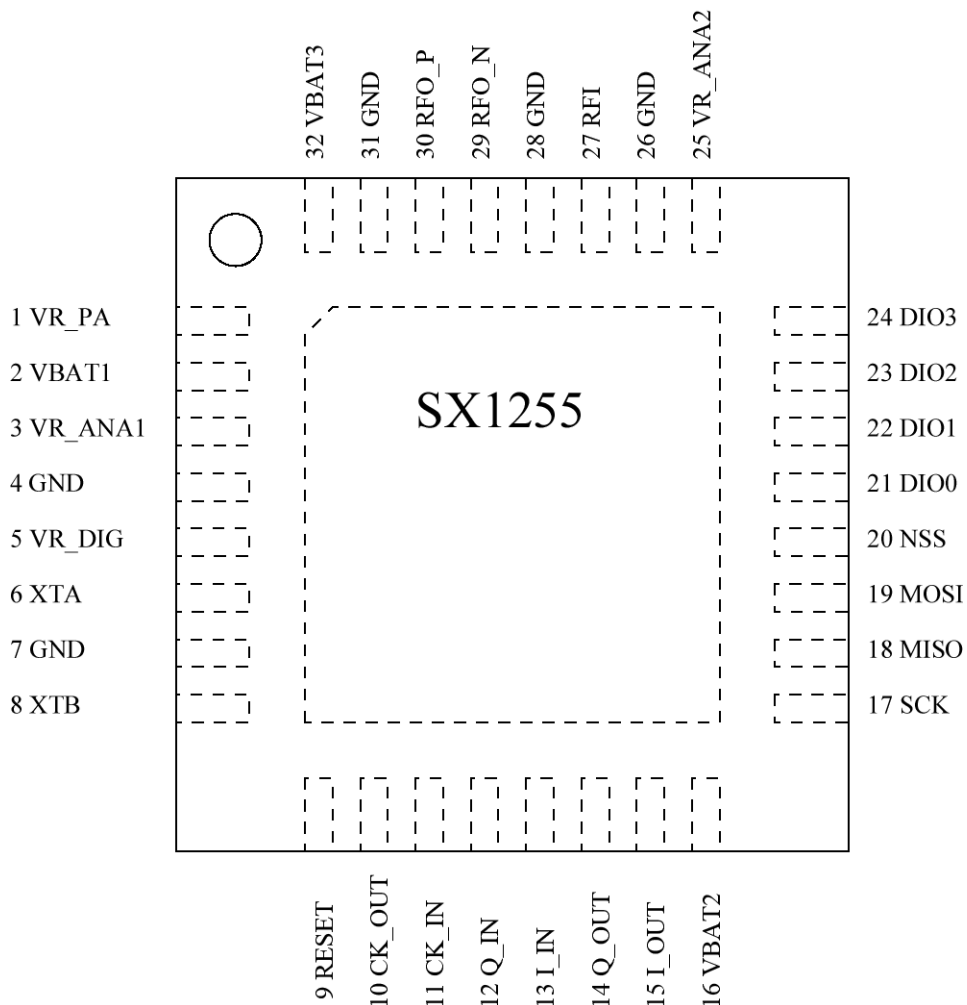 32 VBAT3
31 GND
30 RFO_P
29 RFO_N
28 GND
27 RFI
26 GND
25 VR_ANA2
1 VR_PA
2 VBAT1
3 VR_ANA1
4 GND
5 VR_DIG
6 XTA
7 GND
8 XTB
SX1255
24 DIO3
23 DIO2
22 DIO1
21 DIO0
20 NSS
19 MOSI
18 MISO
17 SCK
9 RESET
10 CK_OUT
11 CK_IN
12 Q_IN
13 I_IN
14 Q_OUT
15 I_OUT
16 VBAT2